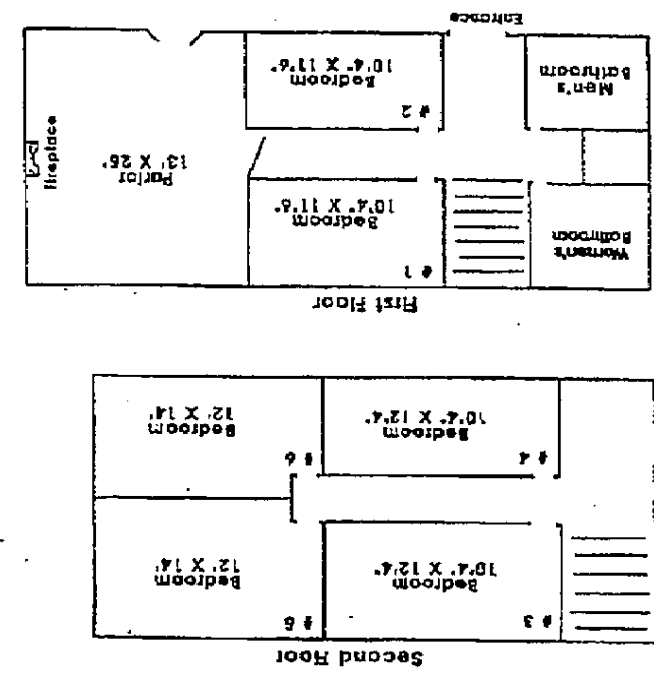 Second Floor
# 3
Bedroom
10'4" X 12'4"
# 5
Bedroom
12' X 14'
# 4
Bedroom
10'4" X 12'4"
# 6
Bedroom
12' X 14'
First Floor
Women's
Bathroom
# 1
Bedroom
10'4" X 11'6"
Parlor
13' X 26'
fireplace
Men's
Bathroom
# 2
Bedroom
10'4" X 11'6"
Entrance